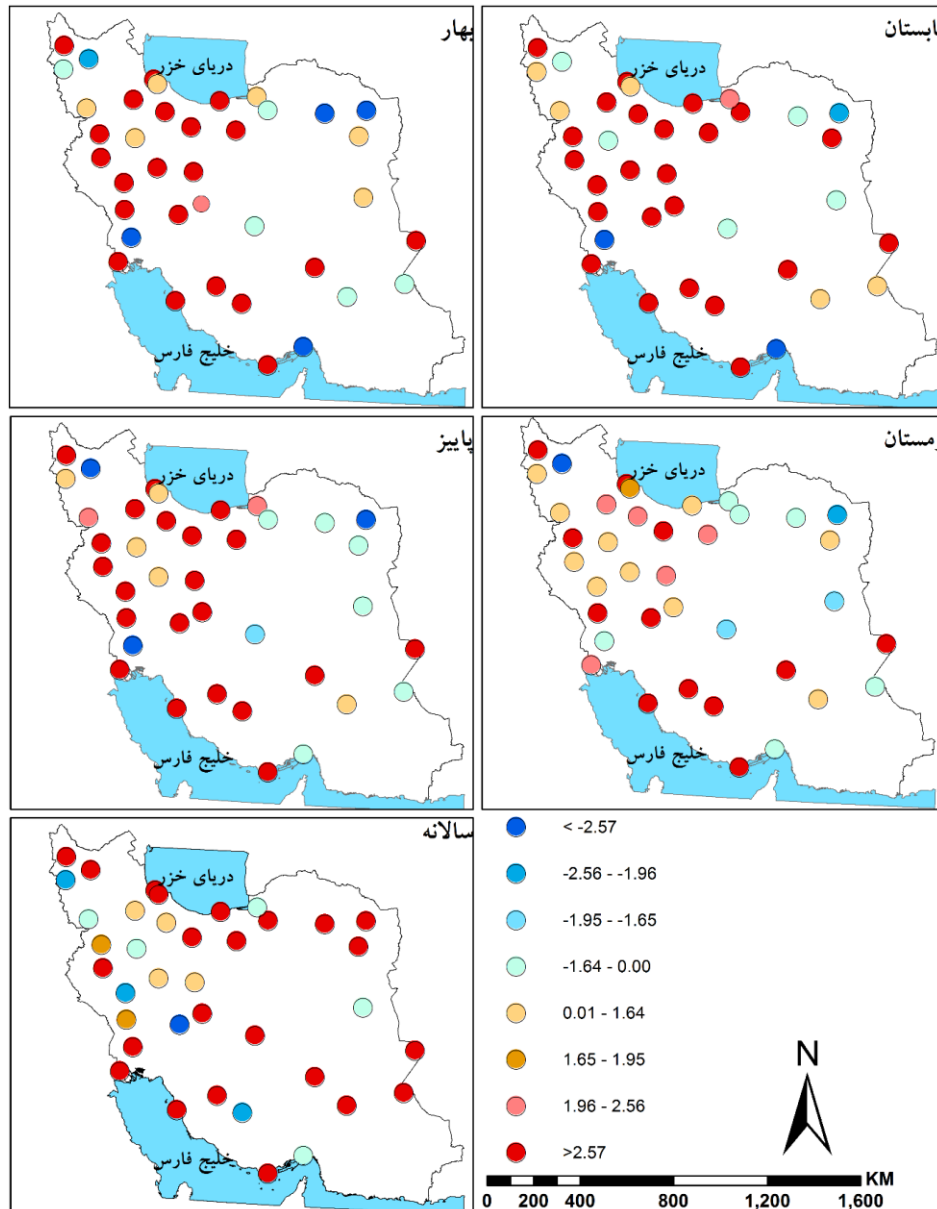 بهار
دریای خزر
خلیج فارس
تابستان
دریای خزر
خلیج فارس
پاییز
دریای خزر
خلیج فارس
زمستان
دریای خزر
خلیج فارس
سالانه
دریای خزر
خلیج فارس
< -2.57
-2.56 - -1.96
-1.95 - -1.65
-1.64 - 0.00
0.01 - 1.64
1.65 - 1.95
1.96 - 2.56
>2.57
N
KM
0 200 400 800 1,200 1,600